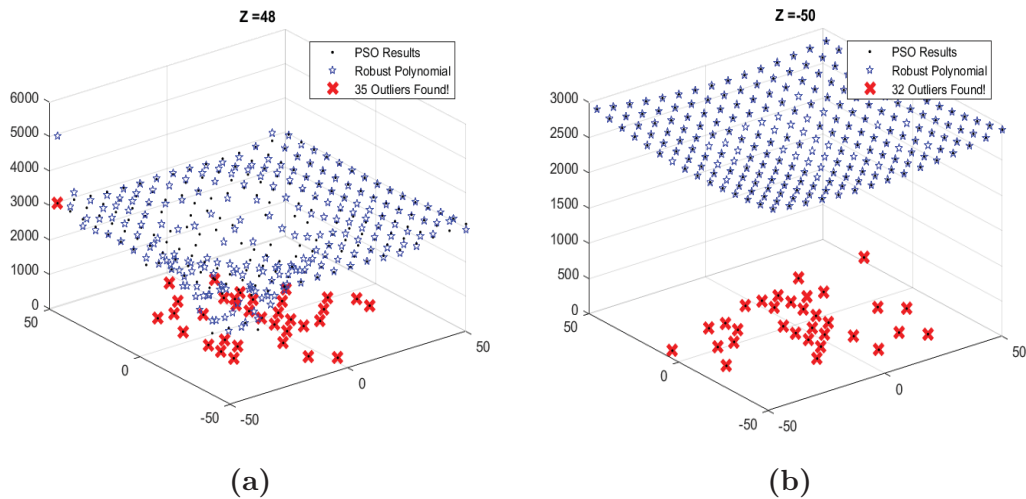 Z =48
PSO Results
Robust Polynomial
35 Outliers Found!
6000
5000
4000
3000
2000
1000
0
50
0
-50
-50
0
50
(a)
Z =-50
PSO Results
Robust Polynomial
32 Outliers Found!
3000
2500
2000
1500
1000
500
0
50
0
-50
-50
0
50
(b)